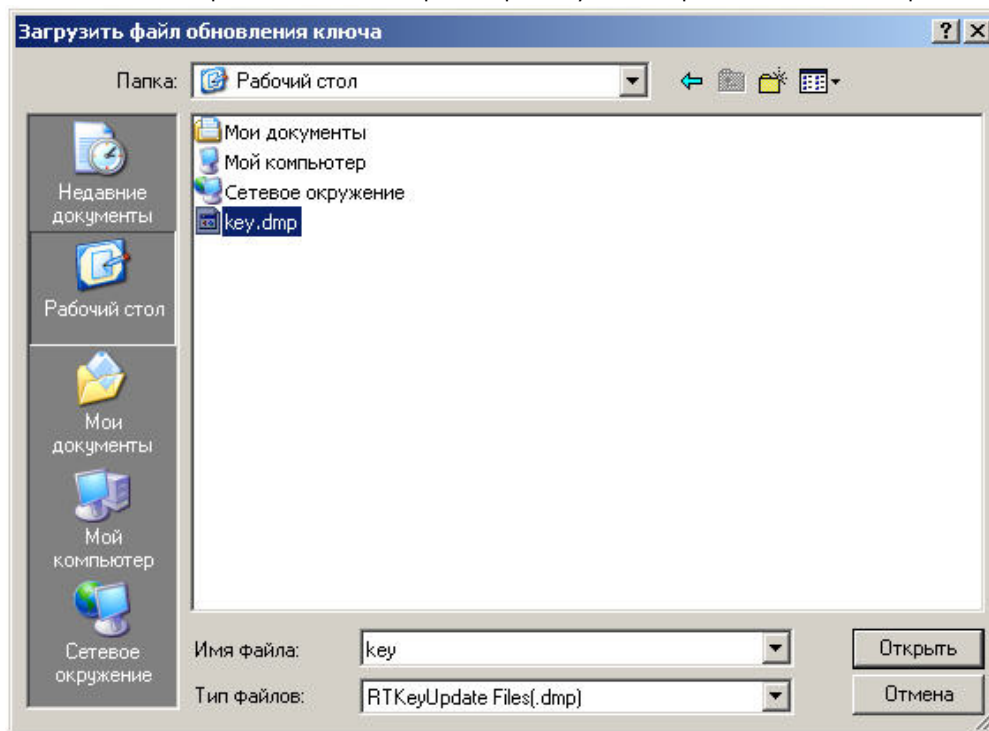 Загрузить файл обновления ключа
Папка: Рабочий стол
Недавние
документы
Рабочий стол
Мои
документы
Мой
компьютер
Сетевое
окружение
Мои документы
Мой компьютер
Сетевое окружение
key.dmp
Имя файла: key Открыть
Тип файлов: RTKeyUpdate Files(.dmp) Отмена